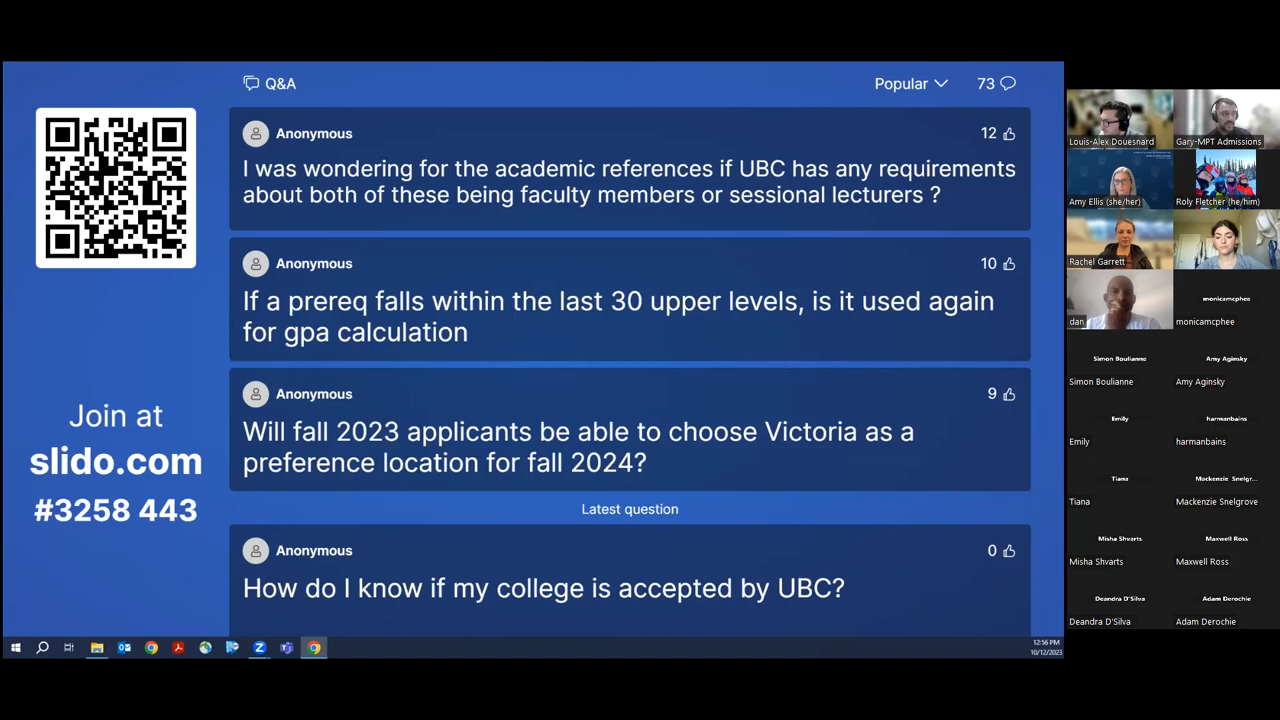 Q&A
Popular
73
Anonymous
12
I was wondering for the academic references if UBC has any requirements
about both of these being faculty members or sessional lecturers ?
Anonymous
10
If a prereq falls within the last 30 upper levels, is it used again
for gpa calculation
Anonymous
9
Will fall 2023 applicants be able to choose Victoria as a
preference location for fall 2024?
Latest question
Anonymous
0
How do I know if my college is accepted by UBC?
Join at
slido.com
#3258 443
12:56 PM
10/12/2023
Louis-Alex Douesnard
Gary-MPT Admissions
Amy Ellis (she/her)
Roly Fletcher (he/him)
Rachel Garrett
dan
monicamcphee
monicamcphee
Simon Boulianne
Amy Aginsky
Simon Boulianne
Amy Aginsky
Emily
harmanbains
Emily
harmanbains
Tiana
Mackenzie Snelgr...
Tiana
Mackenzie Snelgrove
Misha Shvarts
Maxwell Ross
Misha Shvarts
Maxwell Ross
Deandra D'Silva
Adam Derochie
Deandra D'Silva
Adam Derochie